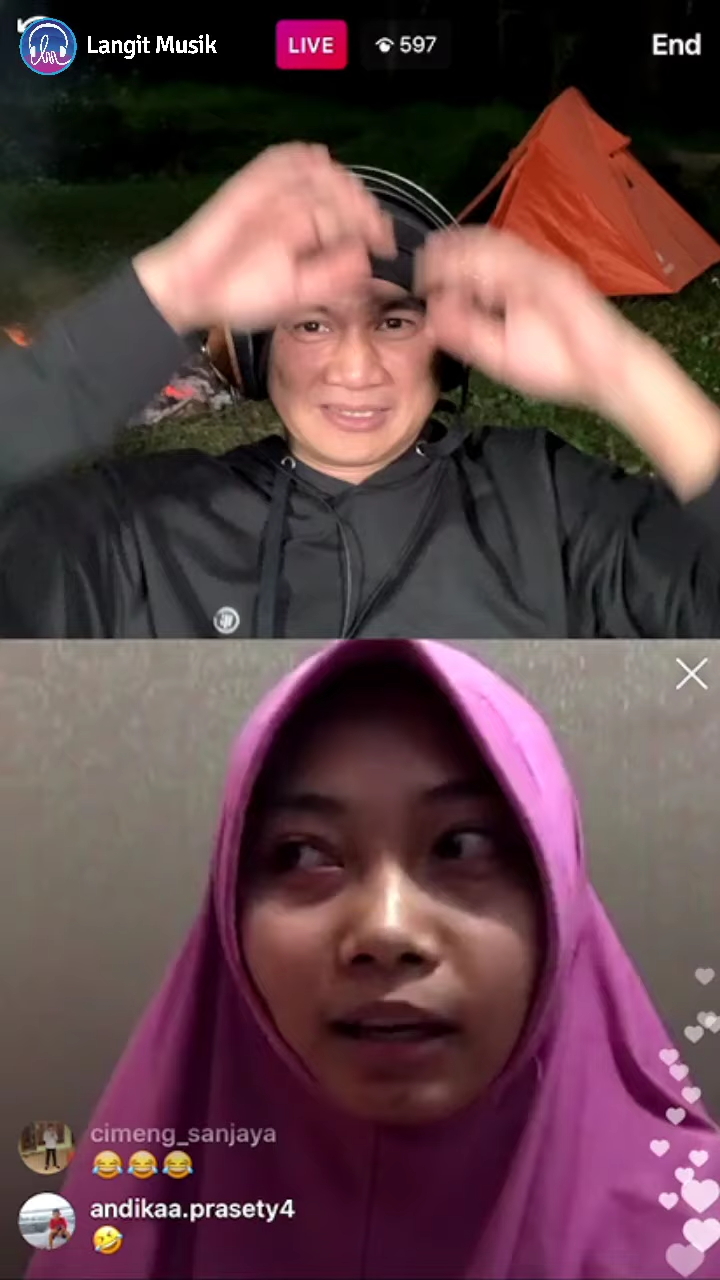 Langit Musik
LIVE
597
End
cimeng_sanjaya
😂😂😂
andikaa.prasety4
🤣